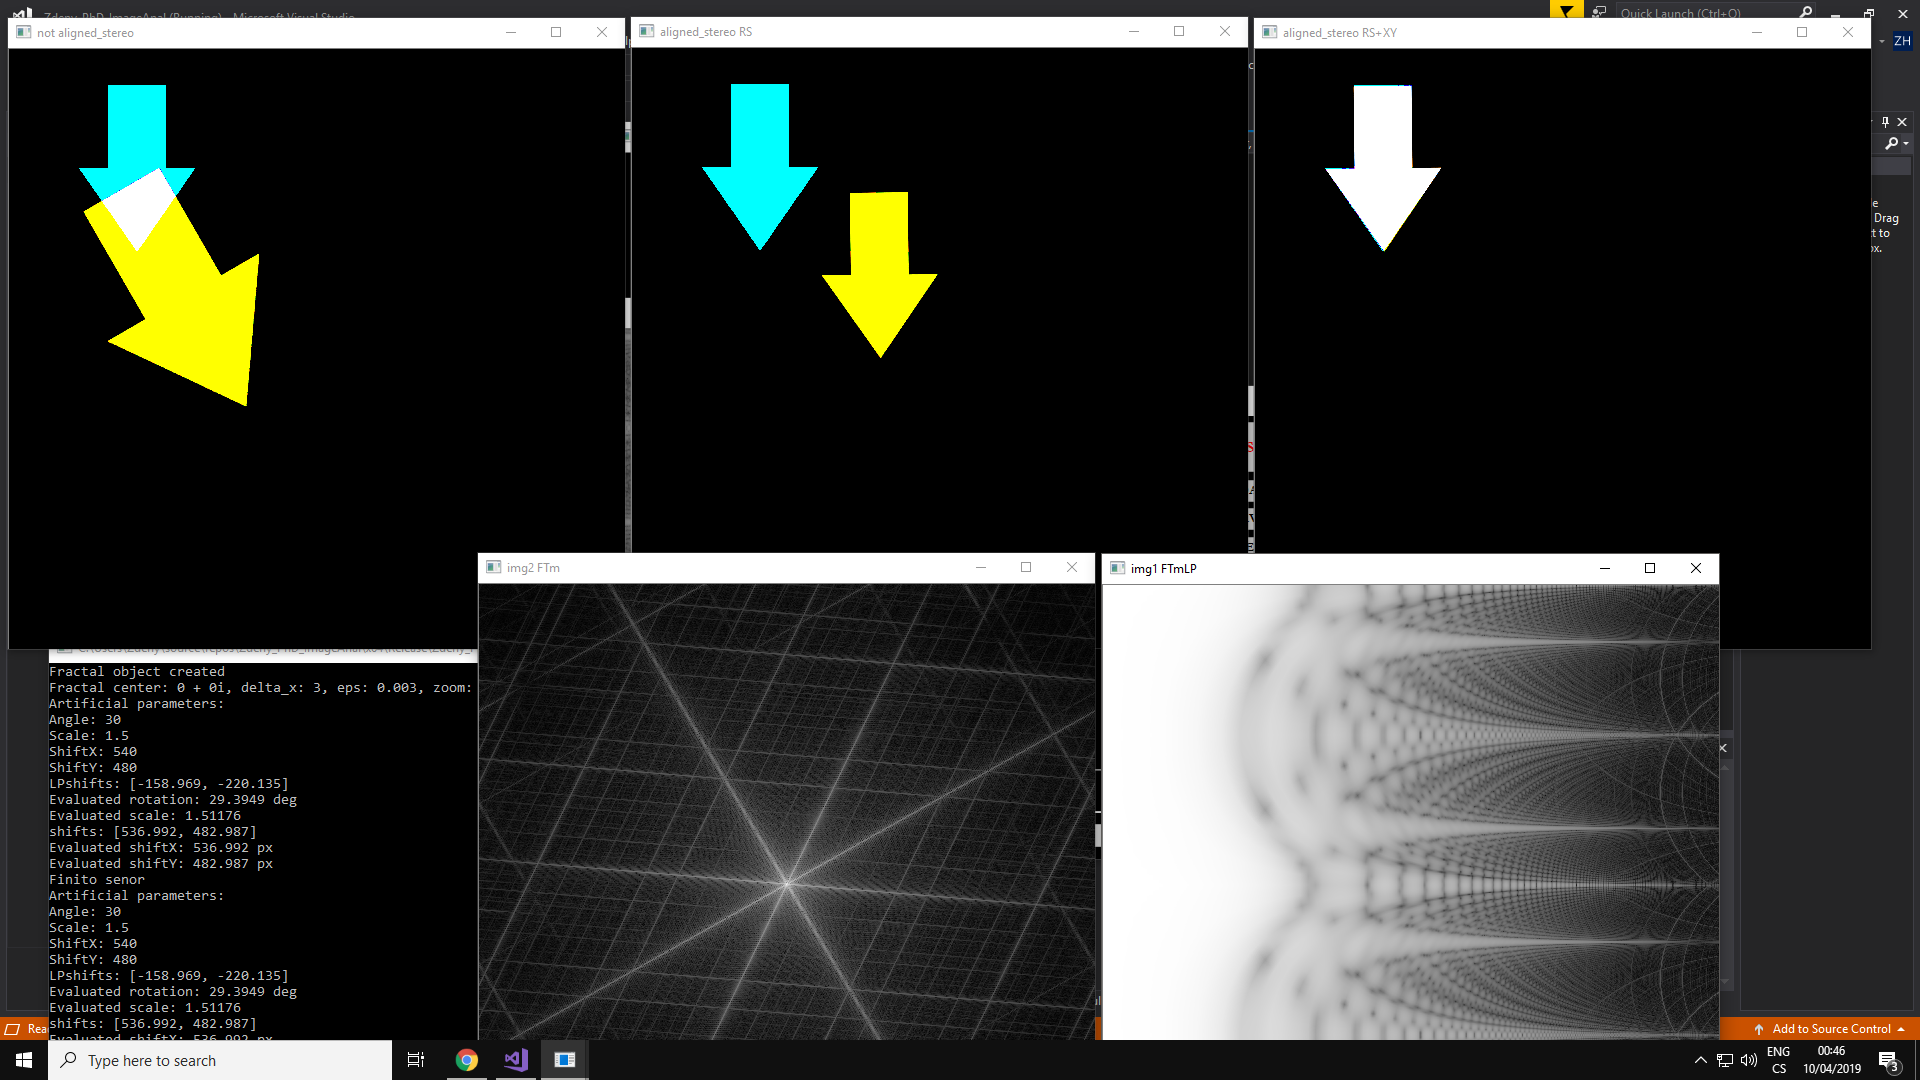 Quick Launch (Ctrl+Q)
not aligned_stereo
aligned_stereo RS
aligned_stereo RS+XY
ZH
Drag
img2 FTm
img1 FTmLP
Fractal object created
Fractal center: 0 + 0i, delta_x: 3, eps: 0.003, zoom:
Artificial parameters:
Angle: 30
Scale: 1.5
ShiftX: 540
ShiftY: 480
LPshifts: [-158.969, -220.135]
Evaluated rotation: 29.3949 deg
Evaluated scale: 1.51176
shifts: [536.992, 482.987]
Evaluated shiftX: 536.992 px
Evaluated shiftY: 482.987 px
Finito senor
Artificial parameters:
Angle: 30
Scale: 1.5
ShiftX: 540
ShiftY: 480
LPshifts: [-158.969, -220.135]
Evaluated rotation: 29.3949 deg
Evaluated scale: 1.51176
shifts: [536.992, 482.987]
Evaluated shiftX: 536.992 px
Add to Source Control
Type here to search
ENG
CS
00:46
10/04/2019
3